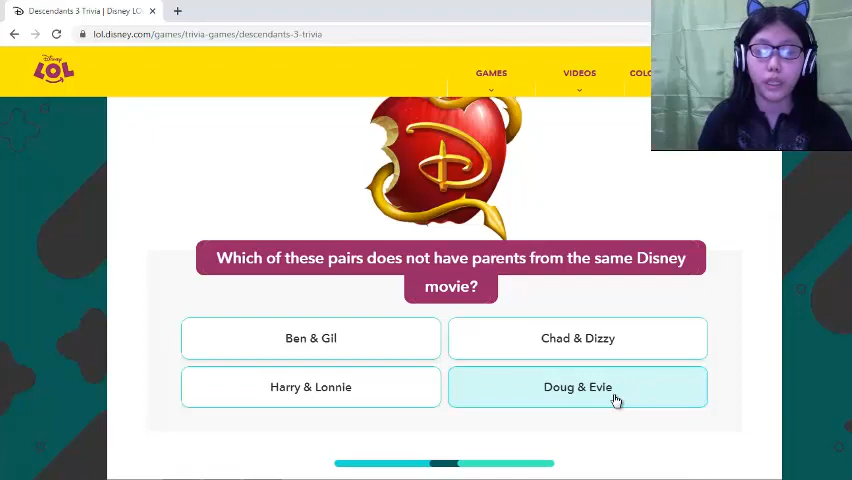 Descendants 3 Trivia | Disney LO
lol.disney.com/games/trivia-games/descendants-3-trivia
Disney
LOL
GAMES
VIDEOS
COLO
D
Which of these pairs does not have parents from the same Disney
movie?
Ben & Gil
Chad & Dizzy
Harry & Lonnie
Doug & Evie